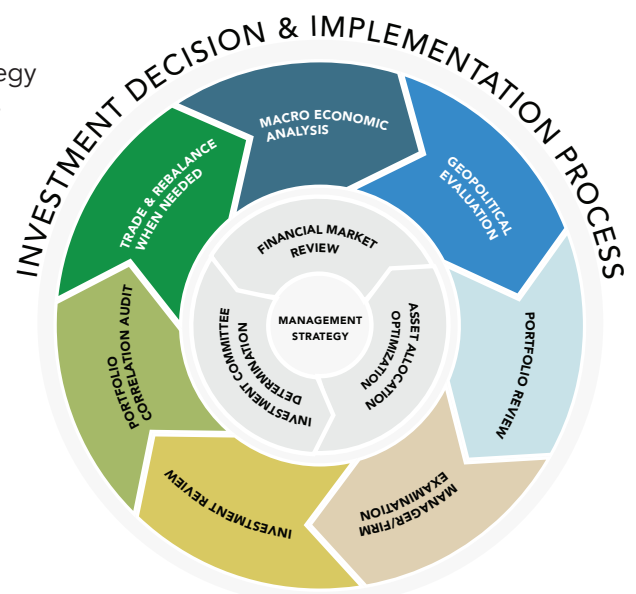 egy
INVESTMENT DECISION & IMPLEMENTATION PROCESS
MACRO ECONOMIC
ANALYSIS
GEOPOLITICAL
EVALUATION
PORTFOLIO REVIEW
MANAGER/FIRM
EXAMINATION
INVESTMENT REVIEW
PORTFOLIO
CORRELATION AUDIT
TRADE & REBALANCE
WHEN NEEDED
FINANCIAL MARKET
REVIEW
ASSET ALLOCATION
OPTIMIZATION
INVESTMENT COMMITTEE
DETERMINATION
MANAGEMENT
STRATEGY